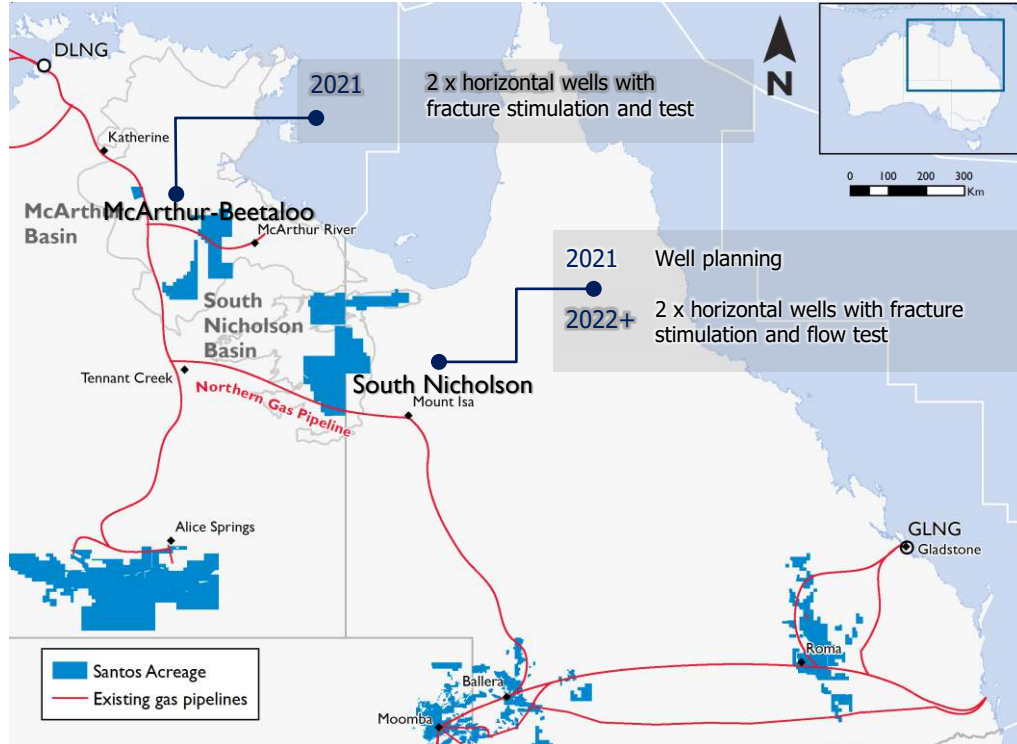 DLNG
2021
2 x horizontal wells with
fracture stimulation and test
N
0 100 200 300
Km
Katherine
McArthur
Basin
McArthur-Beetaloo
McArthur River
2021
Well planning
2022+
2 x horizontal wells with fracture
stimulation and flow test
South
Nicholson
Basin
Tennant Creek
Northern Gas Pipeline
South Nicholson
Mount Isa
Alice Springs
GLNG
Gladstone
Santos Acreage
Existing gas pipelines
Roma
Ballera
Moomba